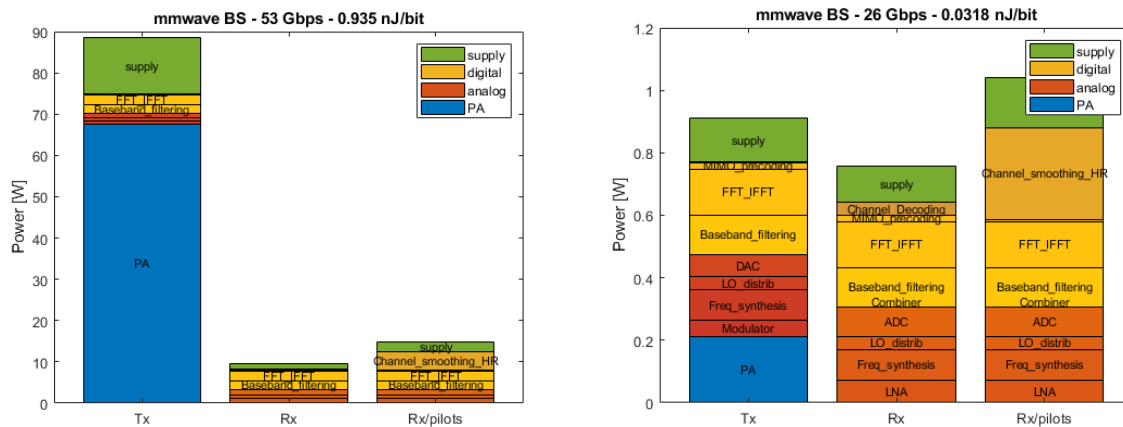 mmwave BS - 53 Gbps - 0.935 nJ/bit
90
80
70
60
50
40
30
20
10
0
Power [W]
supply
FFT_IFFT
Baseband_filtering
PA
supply
Channel_smoothing_HR
FFT_IFFT
FFT_IFFT
Baseband_filtering
Baseband_filtering
supply
digital
analog
PA
Tx
Rx
Rx/pilots
mmwave BS - 26 Gbps - 0.0318 nJ/bit
1.2
1
0.8
0.6
0.4
0.2
0
Power [W]
supply
MIMO_precoding
FFT_IFFT
Baseband_filtering
DAC
LO_distrib
Freq_synthesis
Modulator
PA
supply
Channel_Decoding
MIMO_precoding
FFT_IFFT
Baseband_filtering
Combiner
ADC
LO_distrib
Freq_synthesis
LNA
Channel_smoothing_HR
FFT_IFFT
Baseband_filtering
Combiner
ADC
LO_distrib
Freq_synthesis
LNA
supply
digital
analog
PA
Tx
Rx
Rx/pilots